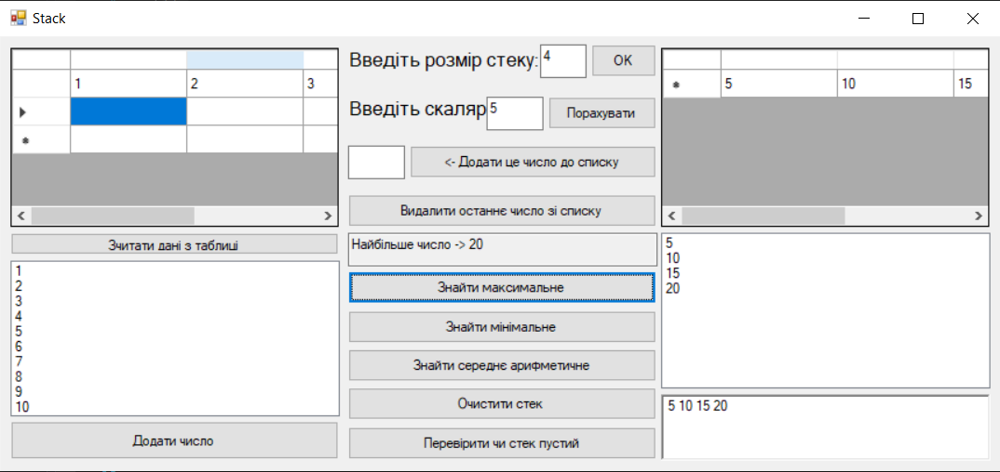 Stack
1 2 3
Зчитати дані з таблиці
1
2
3
4
5
6
7
8
9
10
Додати число
Введіть розмір стеку: 4 OK
Введіть скаляр 5 Порахувати
<- Додати це число до списку
Видалити останнє число зі списку
Найбільше число -> 20
Знайти максимальне
Знайти мінімальне
Знайти середнє арифметичне
Очистити стек
Перевірити чи стек пустий
5 10 15
5
10
15
20
5 10 15 20